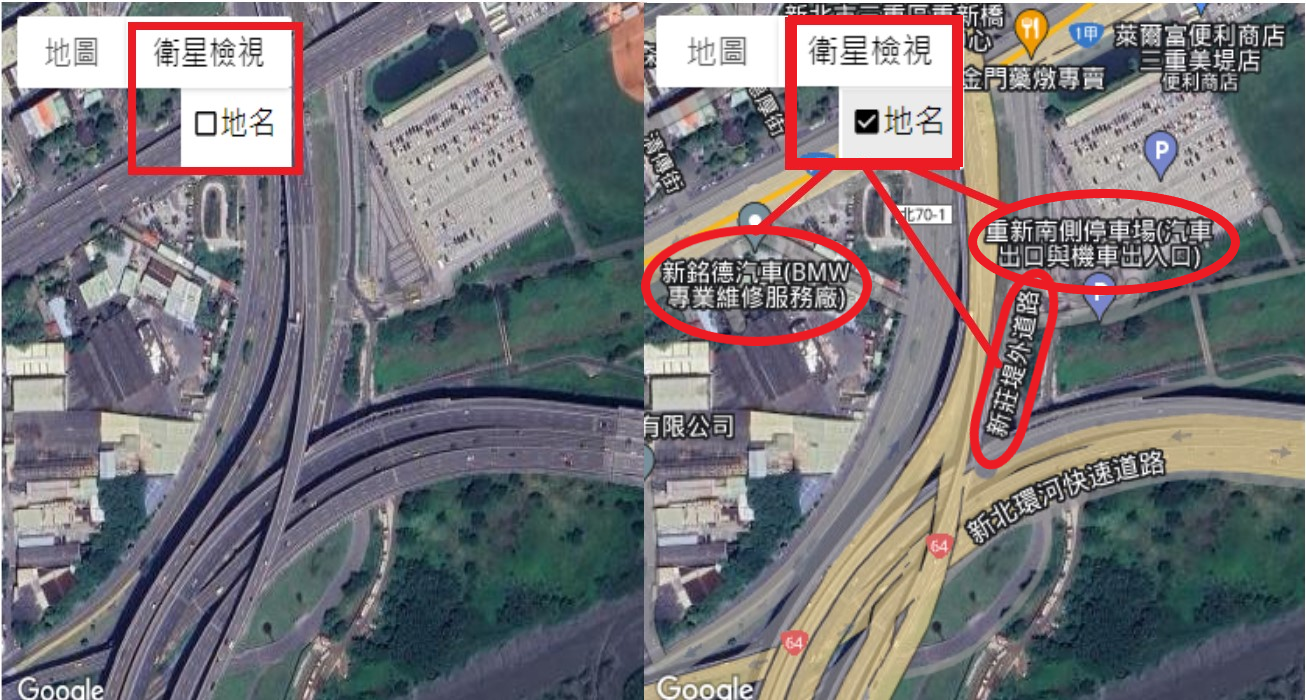 地圖
衛星檢視
地名
Google
地圖
衛星檢視
地名
新北市三重區重新橋
心
金門藥燉專賣
1甲
萊爾富便利商店
三重美堤店
便利商店
P
北70-1
重新南側停車場(汽車
出口與機車出入口)
P
新銘德汽車(BMW
專業維修服務廠)
新莊堤外道路
有限公司
新北環河快速道路
64
64
Google